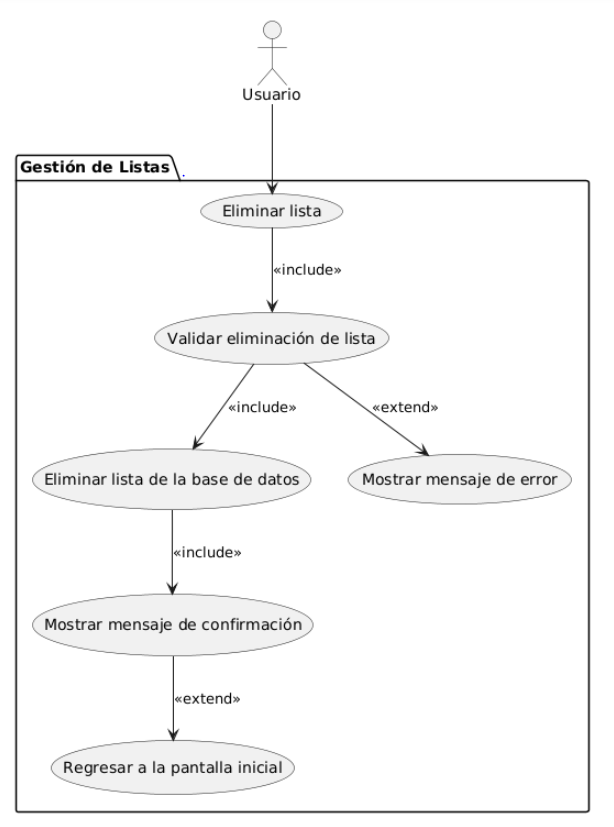 Usuario
Gestión de Listas
Eliminar lista
«include»
Validar eliminación de lista
«include»
«extend»
Eliminar lista de la base de datos
Mostrar mensaje de error
«include»
Mostrar mensaje de confirmación
«extend»
Regresar a la pantalla inicial